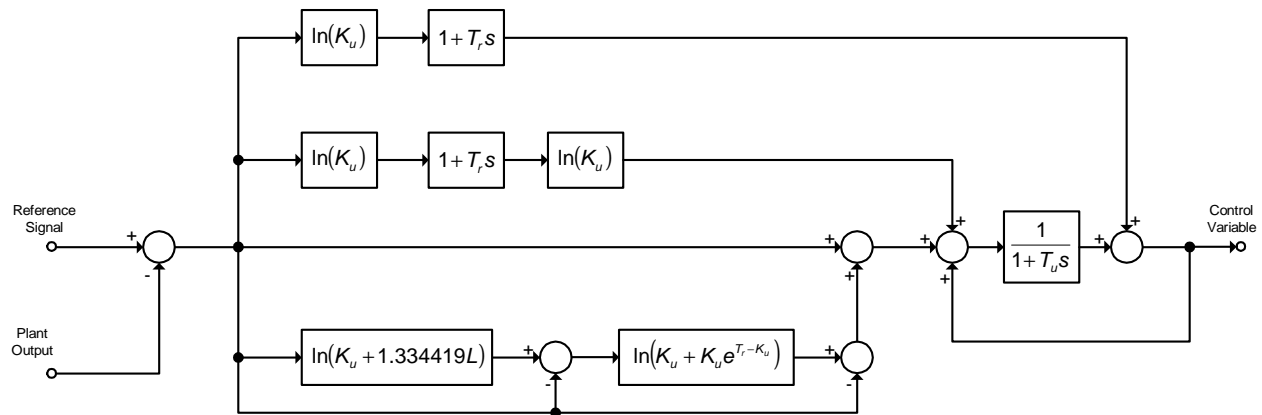 ln(K_u)
1+T_r s
ln(K_u)
1+T_r s
ln(K_u)
Reference
Signal
+
-
+
+
+
+
+
1
1+T_u s
+
+
Control
Variable
Plant
Output
ln(K_u+1.334419L)
+
-
ln(K_u+K_u e^{T_r-K_u})
+
-